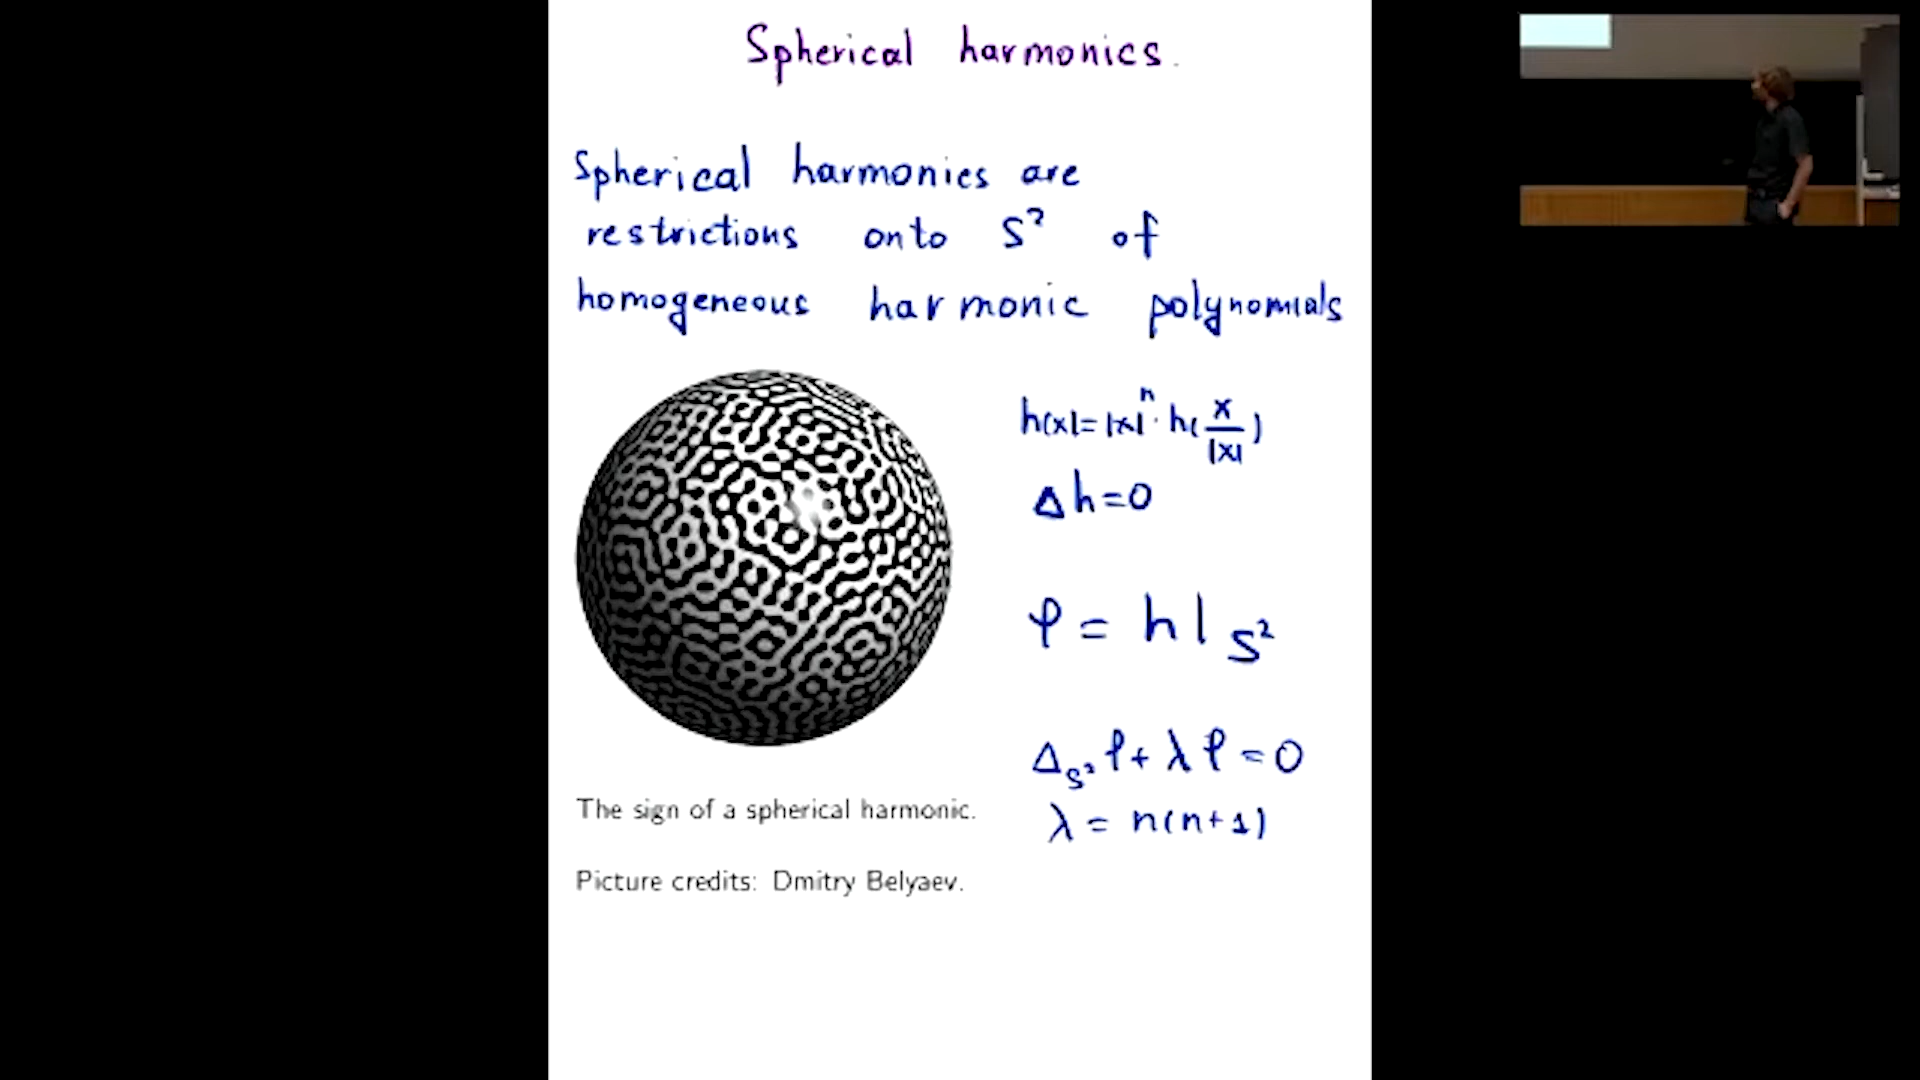 Spherical harmonics.
Spherical harmonics are
restrictions onto S² of
homogeneous harmonic polynomials
h(x)=|x|ⁿ·h(x/|x|)
Δh=0
φ = h|_S²
Δ_S² φ + λφ = 0
λ = n(n+1)
The sign of a spherical harmonic.
Picture credits: Dmitry Belyaev.